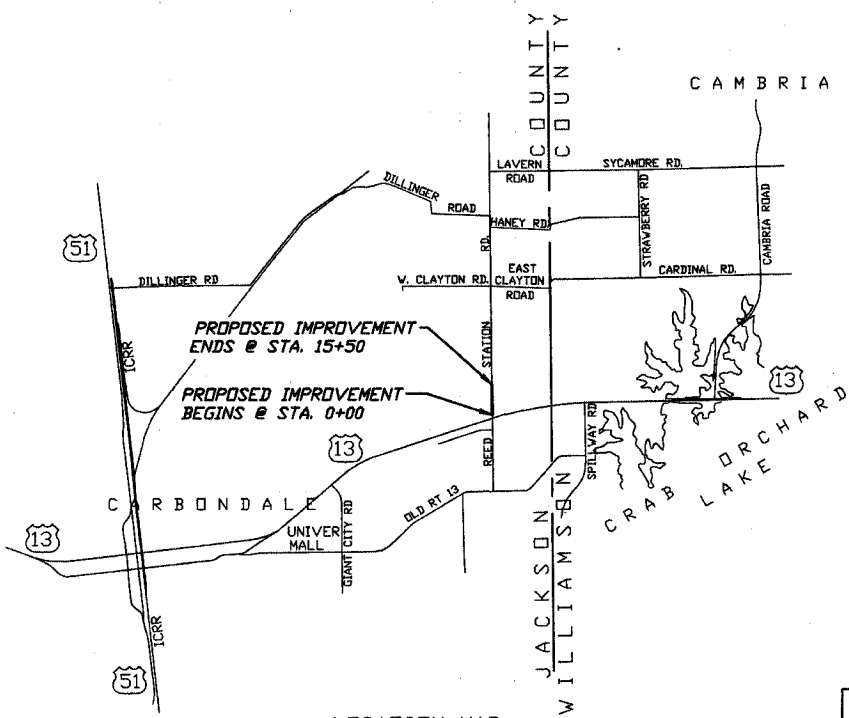 COUNTY
COUNTY
CAMBRIA
LAVERN
ROAD
SYCAMORE RD.
DILLINGER
ROAD
HANEY RD.
STRAWBERRY RD
CAMBRIA ROAD
51
RD.
DILLINGER RD
W. CLAYTON RD.
EAST
CLAYTON
ROAD
CARDINAL RD.
PROPOSED IMPROVEMENT
ENDS @ STA. 15+50
ICRR
STATION
PROPOSED IMPROVEMENT
BEGINS @ STA. 0+00
13
13
REED
SPILLWAY RD
CRAB ORCHARD
LAKE
CARBONDALE
OLD RT 13
13
UNIVER
MALL
GIANT CITY RD
JACKSON
WILLIAMSON
ICRR
51